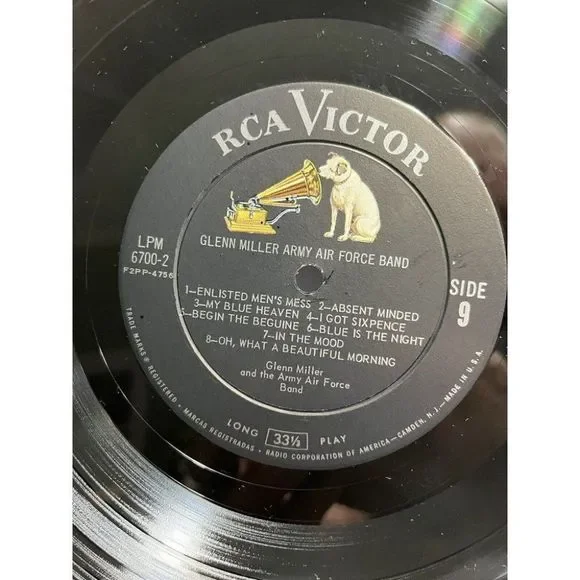 RCA VICTOR
GLENN MILLER ARMY AIR FORCE BAND
LPM
6700-2
F2PP-4756
SIDE
9
1—ENLISTED MEN'S MESS 2—ABSENT MINDED
3—MY BLUE HEAVEN 4—I GOT SIXPENCE
5—BEGIN THE BEGUINE 6—BLUE IS THE NIGHT
7—IN THE MOOD
8—OH, WHAT A BEAUTIFUL MORNING
Glenn Miller
and the Army Air Force
Band
LONG 33⅓ PLAY
TRADE MARKS ® REGISTERED • MARCAS REGISTRADAS • RADIO CORPORATION OF AMERICA—CAMDEN, N.J.—MADE IN U.S.A.